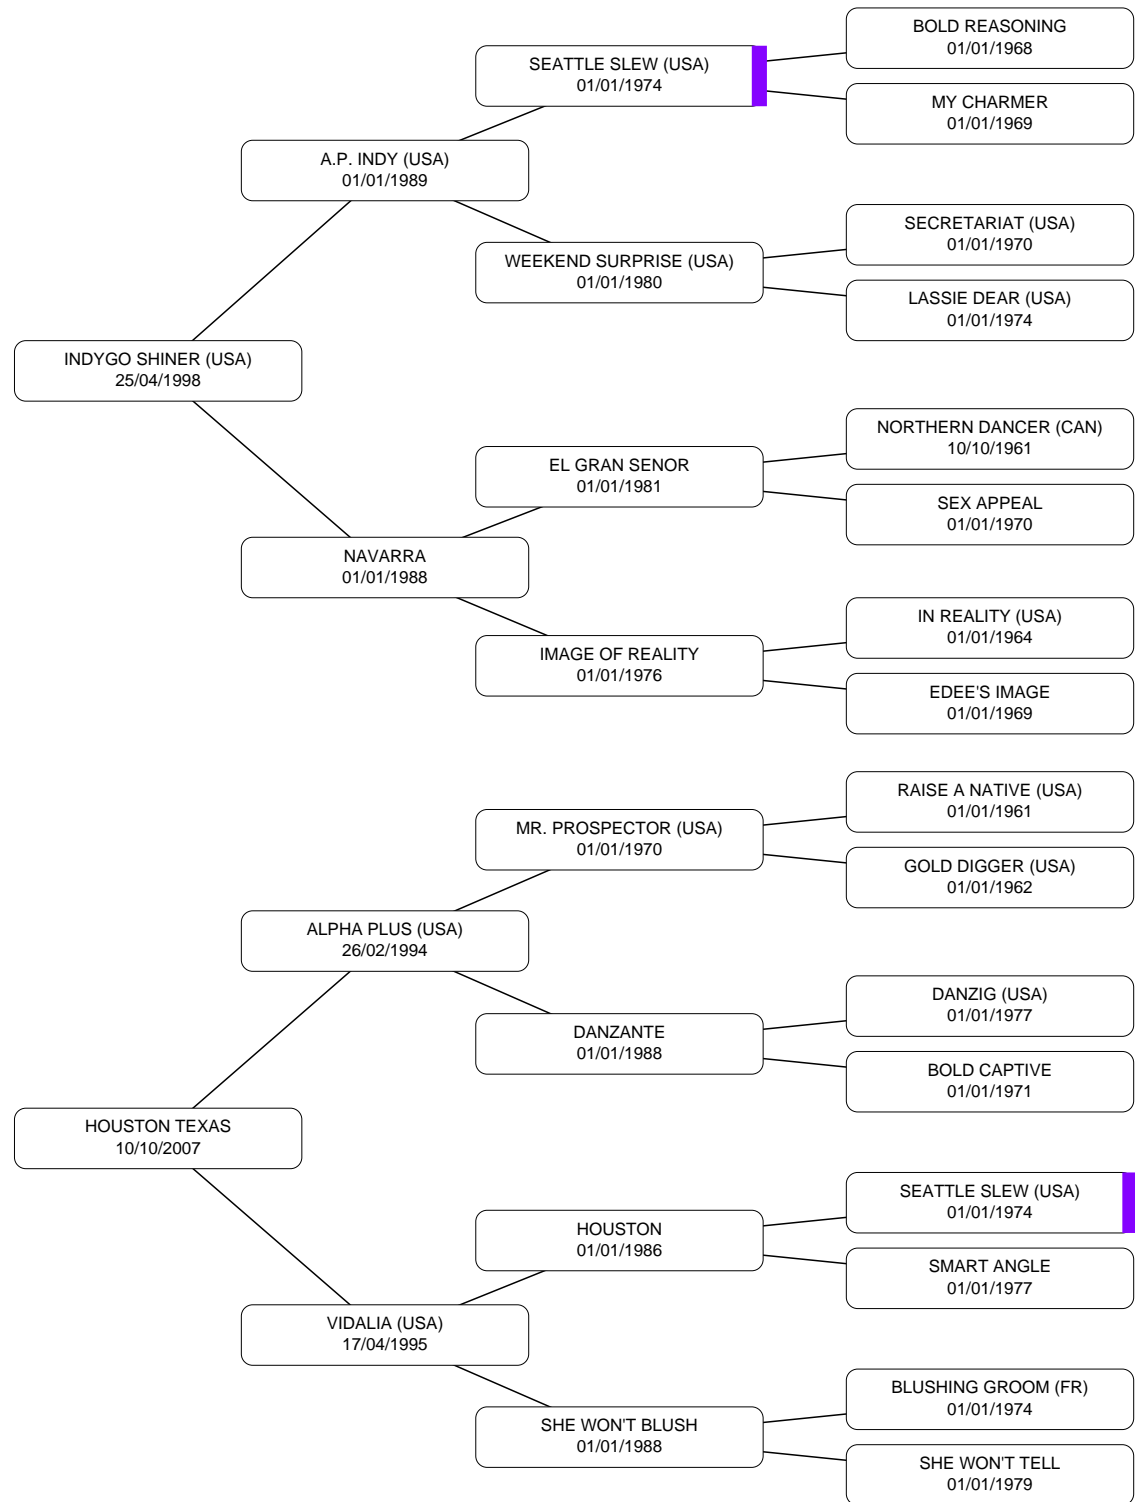 BOLD REASONING
01/01/1968
SEATTLE SLEW (USA)
01/01/1974
MY CHARMER
01/01/1969
A.P. INDY (USA)
01/01/1989
SECRETARIAT (USA)
01/01/1970
WEEKEND SURPRISE (USA)
01/01/1980
LASSIE DEAR (USA)
01/01/1974
INDYGO SHINER (USA)
25/04/1998
NORTHERN DANCER (CAN)
10/10/1961
EL GRAN SENOR
01/01/1981
SEX APPEAL
01/01/1970
NAVARRA
01/01/1988
IN REALITY (USA)
01/01/1964
IMAGE OF REALITY
01/01/1976
EDEE'S IMAGE
01/01/1969
RAISE A NATIVE (USA)
01/01/1961
MR. PROSPECTOR (USA)
01/01/1970
GOLD DIGGER (USA)
01/01/1962
ALPHA PLUS (USA)
26/02/1994
DANZIG (USA)
01/01/1977
DANZANTE
01/01/1988
BOLD CAPTIVE
01/01/1971
HOUSTON TEXAS
10/10/2007
SEATTLE SLEW (USA)
01/01/1974
HOUSTON
01/01/1986
SMART ANGLE
01/01/1977
VIDALIA (USA)
17/04/1995
BLUSHING GROOM (FR)
01/01/1974
SHE WON'T BLUSH
01/01/1988
SHE WON'T TELL
01/01/1979